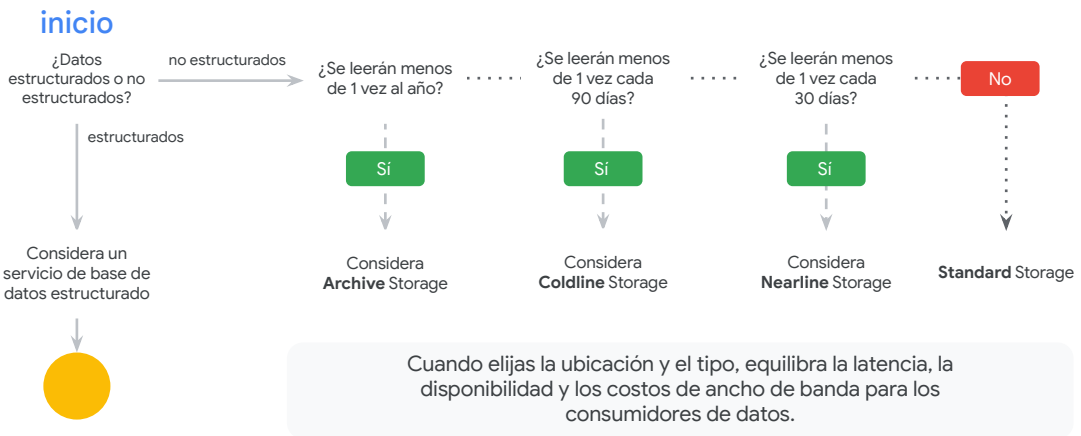 inicio
¿Datos
estructurados o no
estructurados?
no estructurados
¿Se leerán menos
de 1 vez al año?
¿Se leerán menos
de 1 vez cada
90 días?
¿Se leerán menos
de 1 vez cada
30 días?
No
estructurados
Sí
Sí
Sí
Considera un
servicio de base de
datos estructurado
Considera
Archive Storage
Considera
Coldline Storage
Considera
Nearline Storage
Standard Storage
Cuando elijas la ubicación y el tipo, equilibra la latencia, la
disponibilidad y los costos de ancho de banda para los
consumidores de datos.